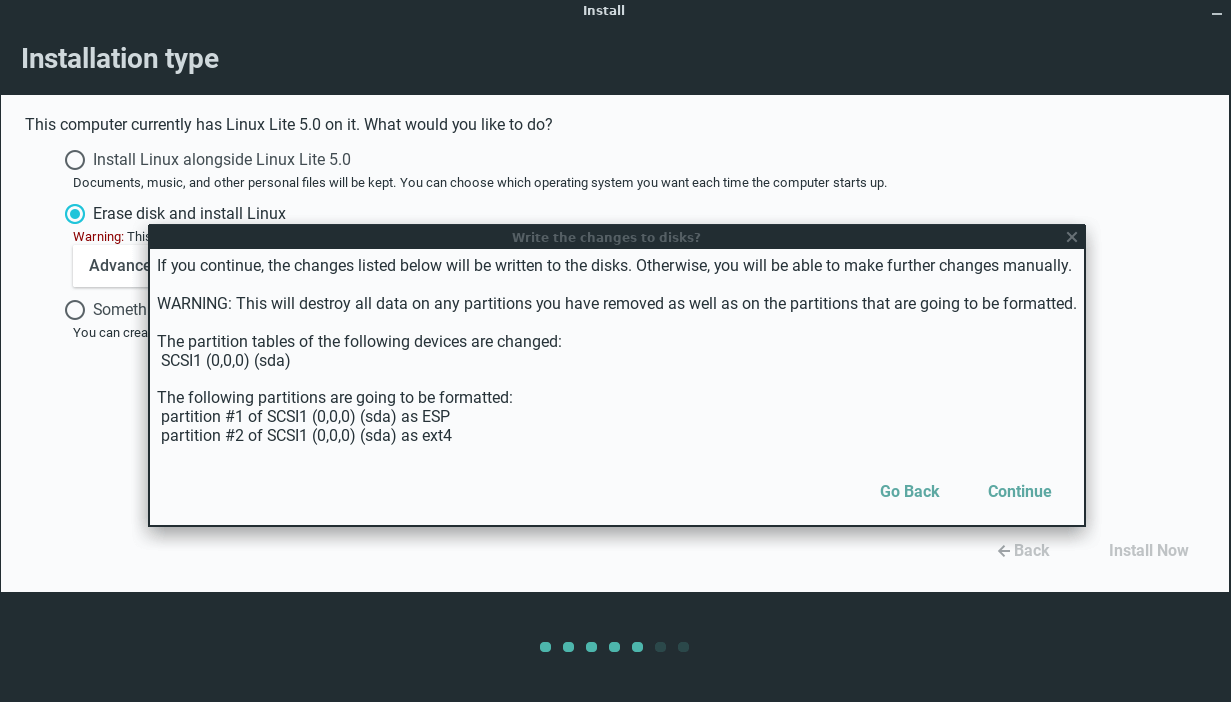 Install
Installation type
This computer currently has Linux Lite 5.0 on it. What would you like to do?
Install Linux alongside Linux Lite 5.0
Documents, music, and other personal files will be kept. You can choose which operating system you want each time the computer starts up.
Erase disk and install Linux
Warning: This
Write the changes to disks?
Advance
If you continue, the changes listed below will be written to the disks. Otherwise, you will be able to make further changes manually.
WARNING: This will destroy all data on any partitions you have removed as well as on the partitions that are going to be formatted.
Someth
You can crea
The partition tables of the following devices are changed:
SCSI1 (0,0,0) (sda)
The following partitions are going to be formatted:
partition #1 of SCSI1 (0,0,0) (sda) as ESP
partition #2 of SCSI1 (0,0,0) (sda) as ext4
Go Back Continue
Back Install Now